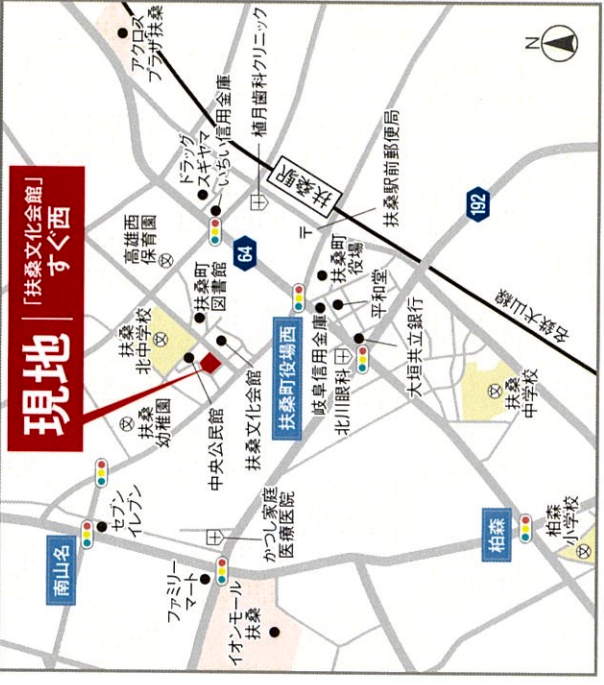 現地
「扶桑文化会館」
すぐ西
N
アクロス
プラザ扶桑
ドラッグ
スギヤマ
いちい信用金庫
植月歯科クリニック
高雄西
保育園
扶桑町
図書館
扶桑
北中学校
文
扶桑
幼稚園
文
文
中央公民館
扶桑文化会館
64
扶桑駅
〒
扶桑駅前郵便局
192
扶桑町役場西
扶桑町
役場
平和堂
岐阜信用金庫
北川眼科
大垣共立銀行
名鉄犬山線
文
扶桑
中学校
南山名
セブン
イレブン
ファミリー
マート
かつし家庭
医療医院
イオンモール
扶桑
柏森
柏森
小学校
文